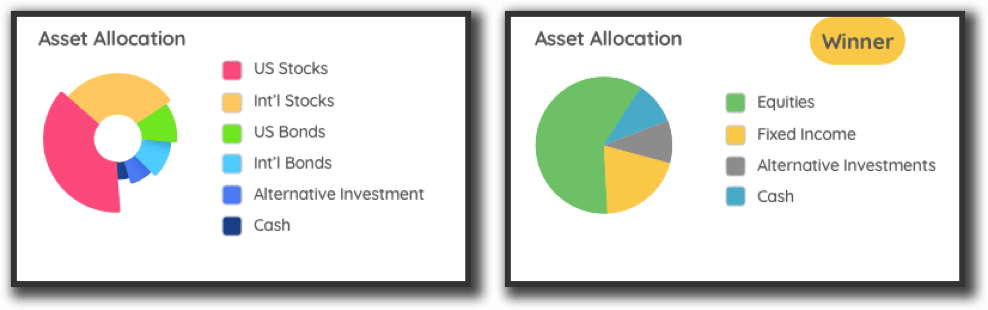 Asset Allocation
US Stocks
Int'l Stocks
US Bonds
Int'l Bonds
Alternative Investment
Cash
Asset Allocation
Winner
Equities
Fixed Income
Alternative Investments
Cash